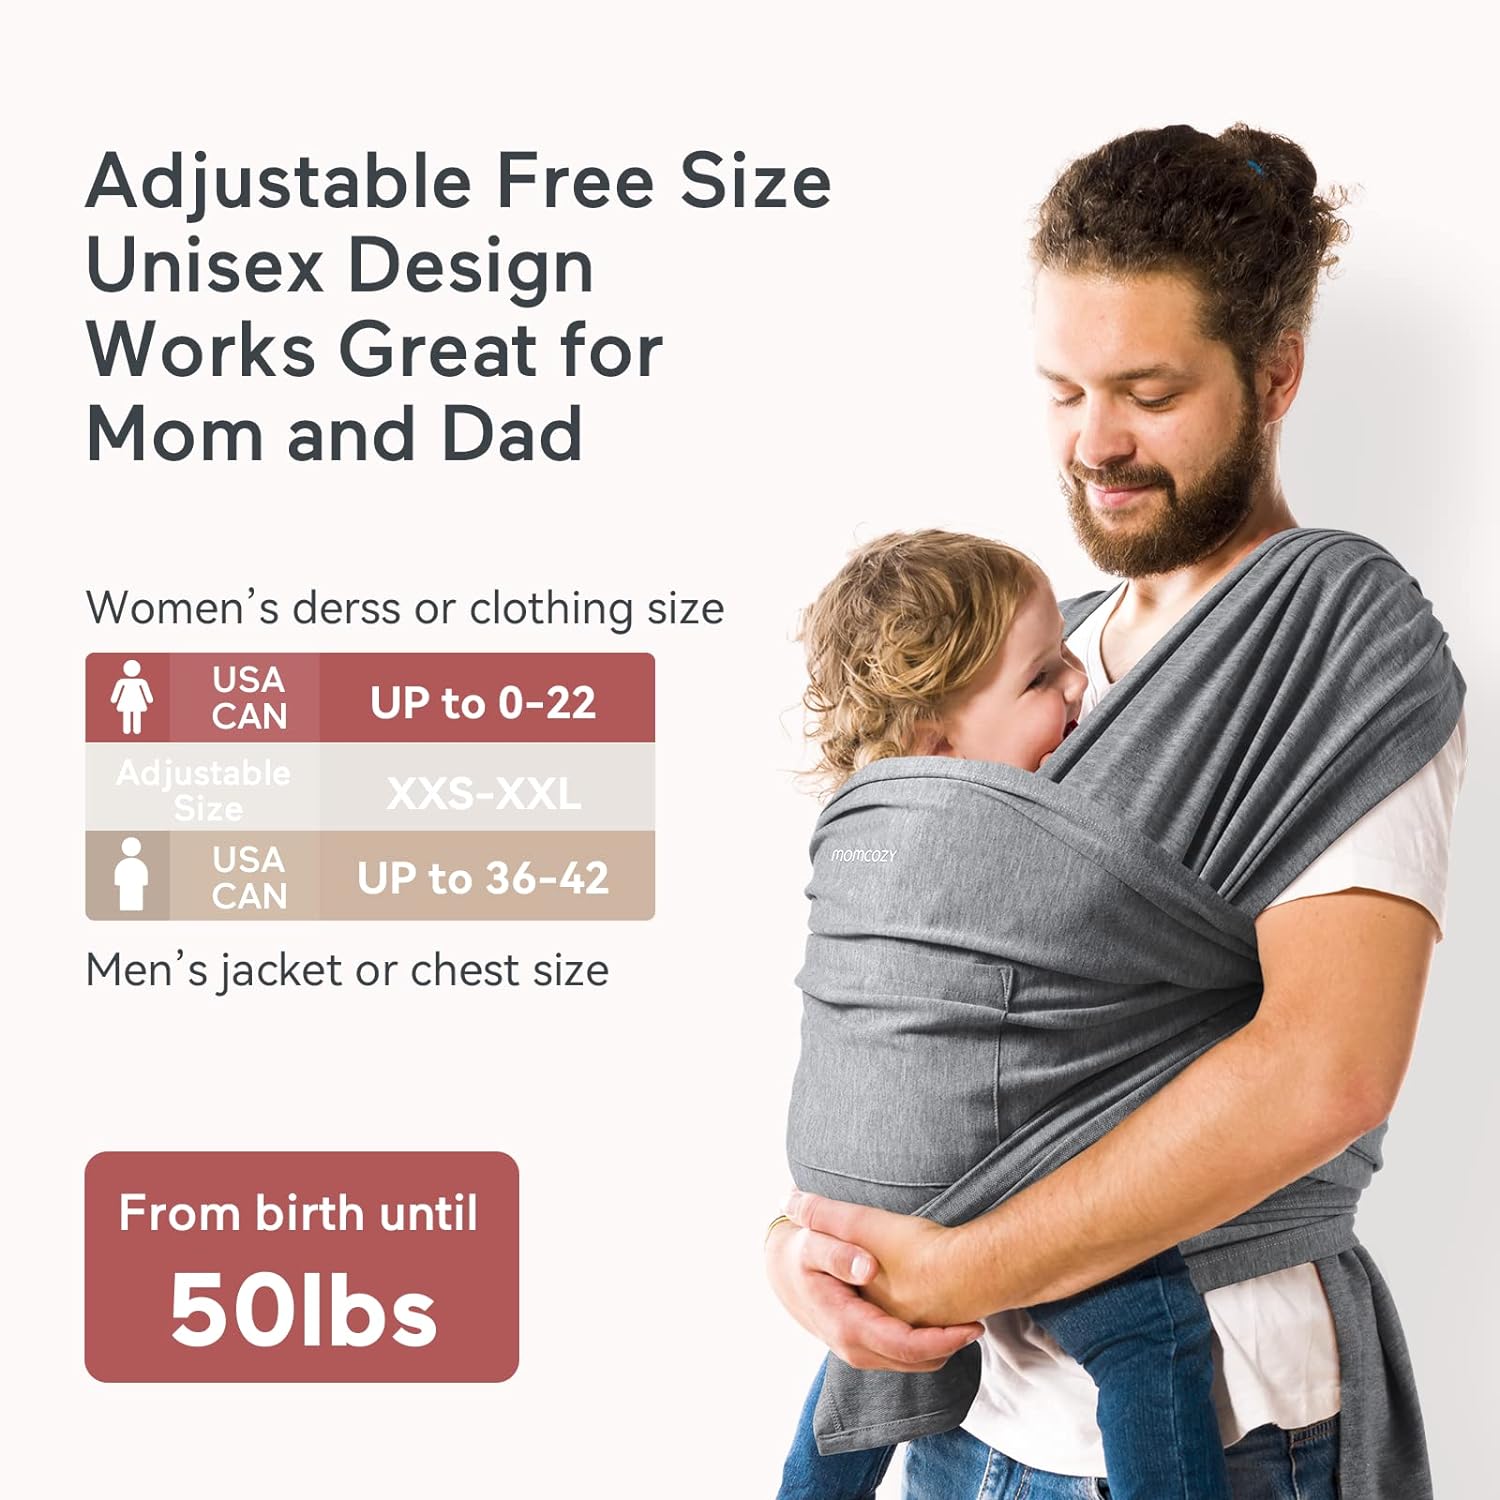 Adjustable Free Size
Unisex Design
Works Great for
Mom and Dad
Women's derss or clothing size
USA
CAN
UP to 0-22
Adjustable
Size
XXS-XXL
USA
CAN
UP to 36-42
Men's jacket or chest size
From birth until
50lbs
momcozy